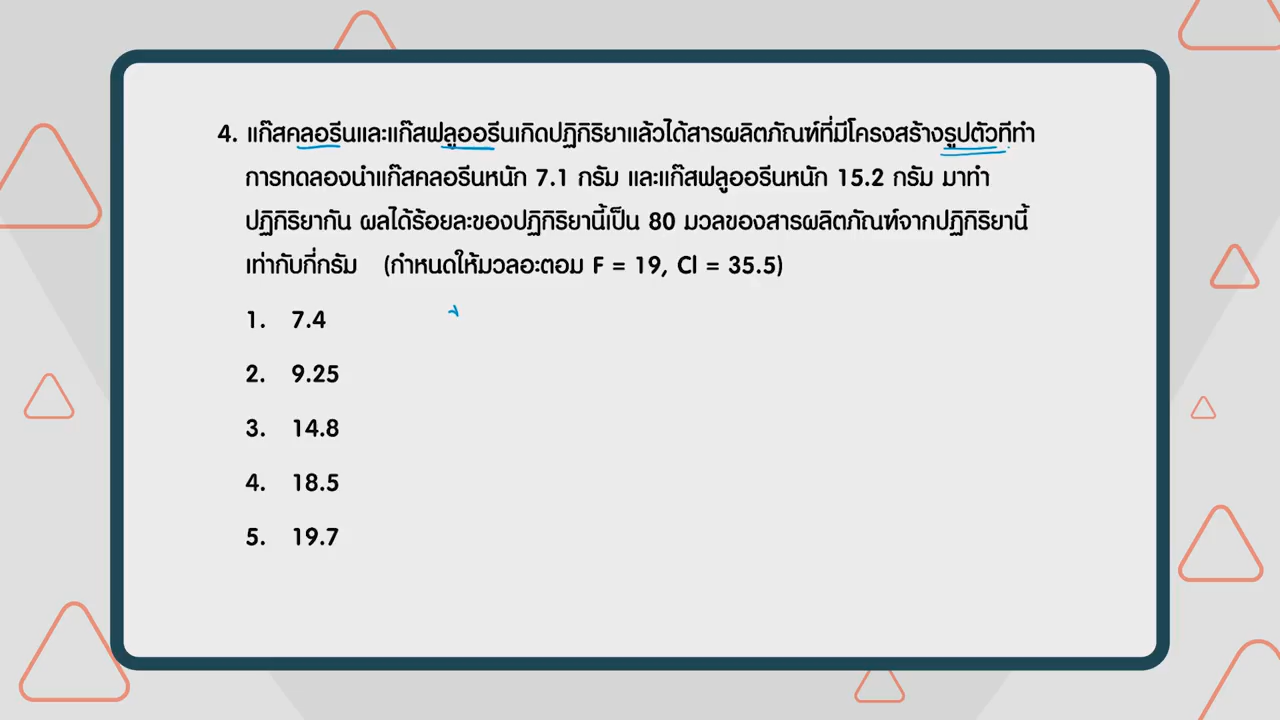 4. แก๊สคลอรีนและแก๊สฟลูออรีนเกิดปฏิกิริยาแล้วได้สารผลิตภัณฑ์ที่มีโครงสร้างรูปตัวทีทำ
การทดลองนำแก๊สคลอรีนหนัก 7.1 กรัม และแก๊สฟลูออรีนหนัก 15.2 กรัม มาทำ
ปฏิกิริยากัน ผลได้ร้อยละของปฏิกิริยานี้เป็น 80 มวลของสารผลิตภัณฑ์จากปฏิกิริยานี้
เท่ากับกี่กรัม (กำหนดให้มวลอะตอม F = 19, Cl = 35.5)
1. 7.4
2. 9.25
3. 14.8
4. 18.5
5. 19.7